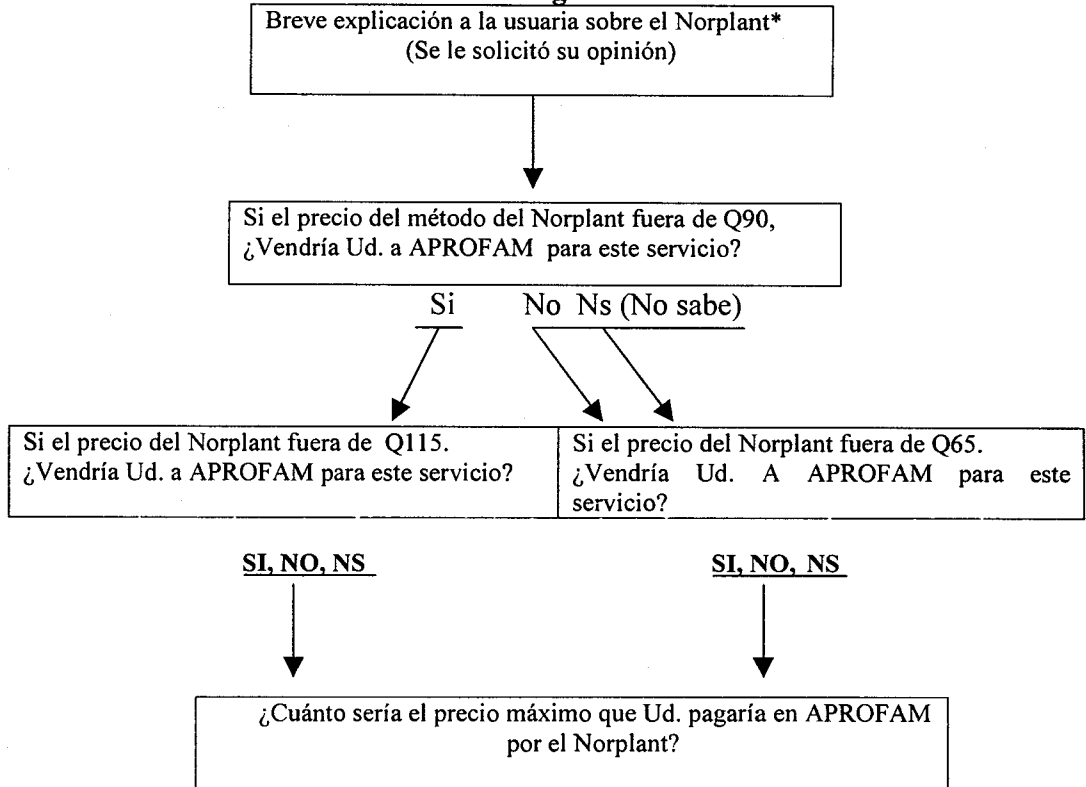 Breve explicación a la usuaria sobre el Norplant*
(Se le solicitó su opinión)
Si el precio del método del Norplant fuera de Q90,
¿Vendría Ud. a APROFAM para este servicio?
Si No Ns (No sabe)
Si el precio del Norplant fuera de Q115.
¿Vendría Ud. a APROFAM para este servicio?
Si el precio del Norplant fuera de Q65.
¿Vendría Ud. A APROFAM para este
servicio?
SI, NO, NS
SI, NO, NS
¿Cuánto sería el precio máximo que Ud. pagaría en APROFAM
por el Norplant?